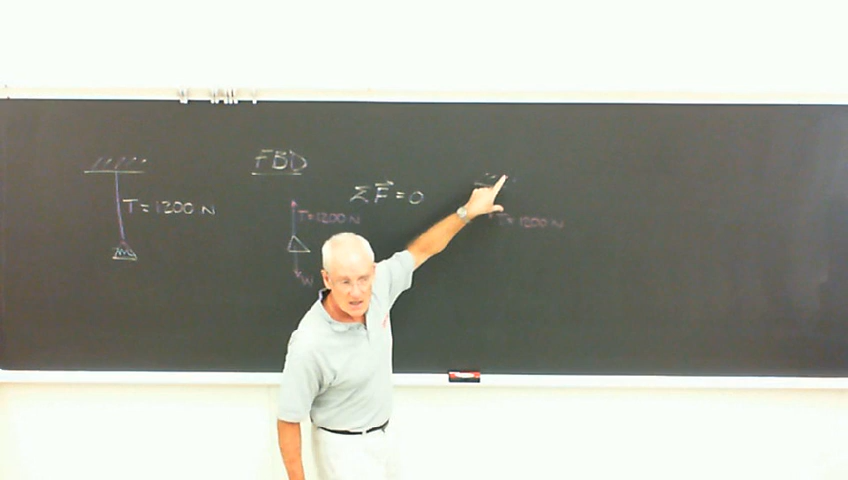 FBD
T = 1200 N
T = 1200 N
ΣF⃗ = 0
W
T = 1200 N